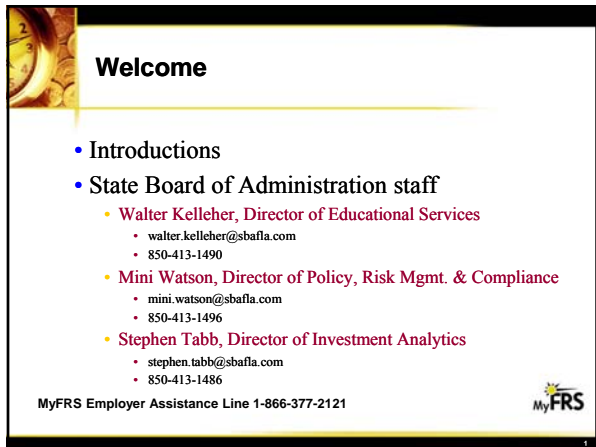 Welcome
• Introductions
• State Board of Administration staff
• Walter Kelleher, Director of Educational Services
• walter.kelleher@sbafla.com
• 850-413-1490
• Mini Watson, Director of Policy, Risk Mgmt. & Compliance
• mini.watson@sbafla.com
• 850-413-1496
• Stephen Tabb, Director of Investment Analytics
• stephen.tabb@sbafla.com
• 850-413-1486
MyFRS Employer Assistance Line 1-866-377-2121
MyFRS
1